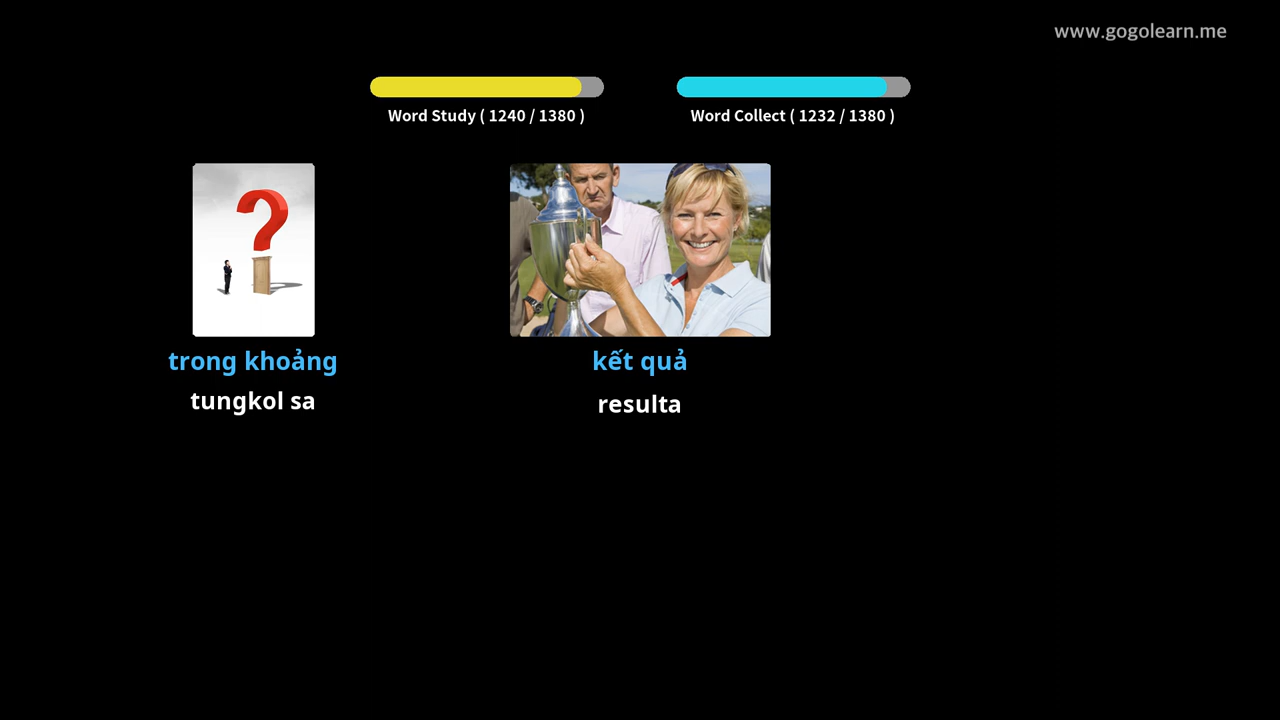 www.gogolearn.me
Word Study ( 1240 / 1380 )
Word Collect ( 1232 / 1380 )
trong khoảng
tungkol sa
kết quả
resulta